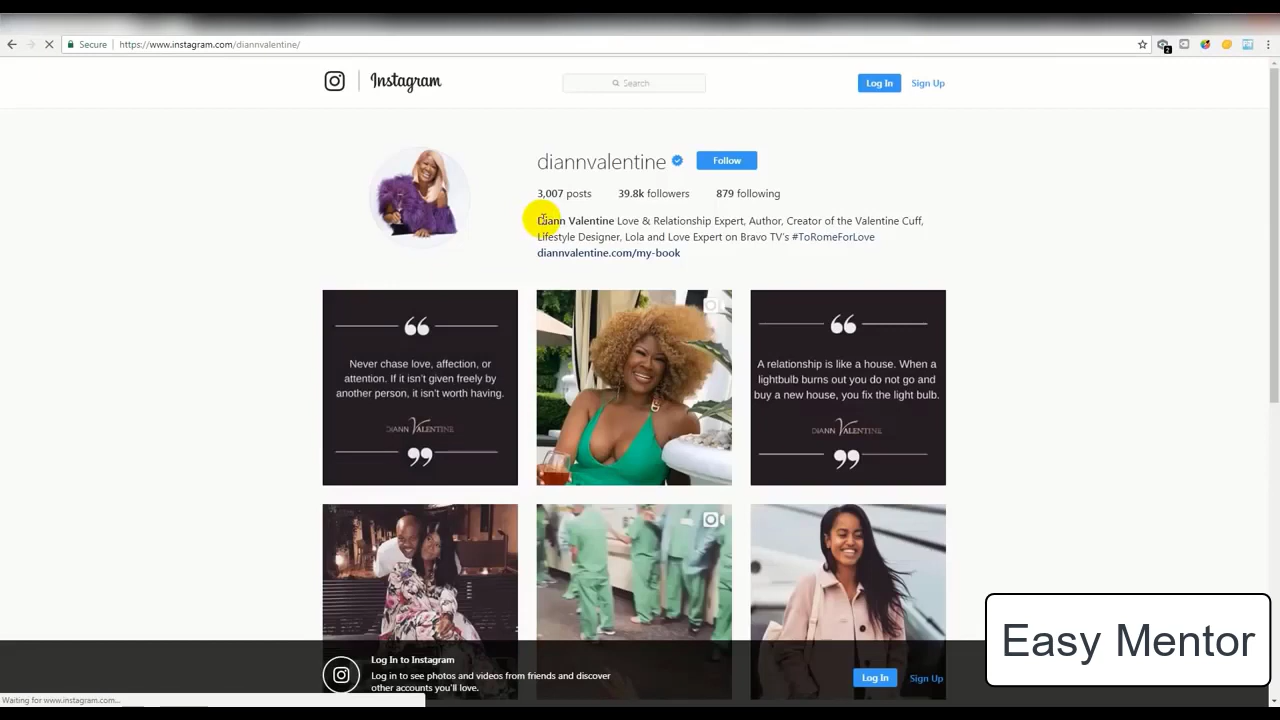 Secure
https://www.instagram.com/diannvalentine/
2
Instagram
Search
Log In
Sign Up
diannvalentine
Follow
3,007 posts
39.8k followers
879 following
Diann Valentine Love & Relationship Expert, Author, Creator of the Valentine Cuff,
Lifestyle Designer, Lola and Love Expert on Bravo TV's #ToRomeForLove
diannvalentine.com/my-book
Never chase love, affection, or
attention. If it isn't given freely by
another person, it isn't worth having.
DIANN VALENTINE
A relationship is like a house. When a
lightbulb burns out you do not go and
buy a new house, you fix the light bulb.
DIANN VALENTINE
Log In to Instagram
Log in to see photos and videos from friends and discover
other accounts you'll love.
Log In
Sign Up
Easy Mentor
Waiting for www.instagram.com...